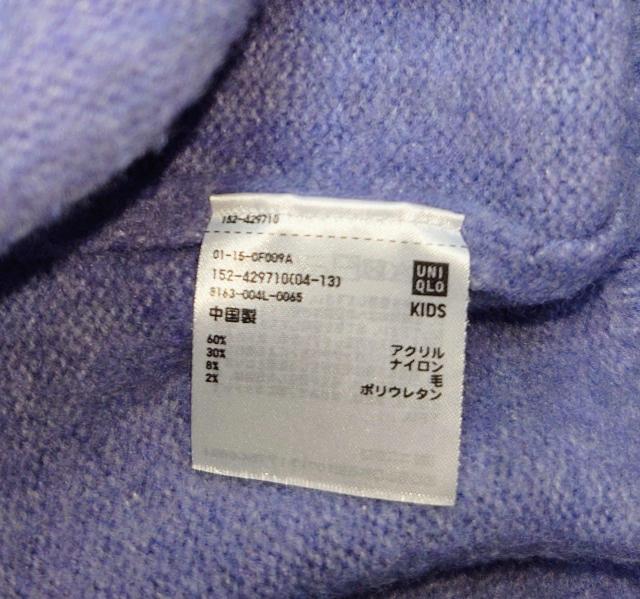 152-429710
01-15-0F009A
152-429710(04-13)
8163-004L-0065
UNI
QLO
KIDS
中国製
60% アクリル
30% ナイロン
8% 毛
2% ポリウレタン